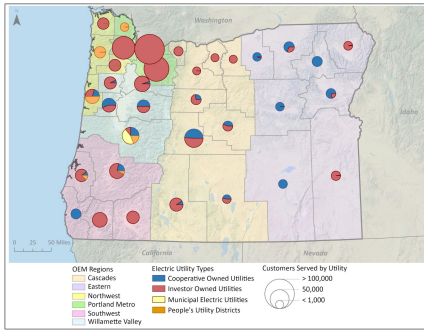 Washington
Idaho
California
Nevada
0 25 50 Miles
OEM Regions
Cascades
Eastern
Northwest
Portland Metro
Southwest
Willamette Valley
Electric Utility Types
Cooperative Owned Utilities
Investor Owned Utilities
Municipal Electric Utilities
People's Utility Districts
Customers Served by Utility
> 100,000
50,000
< 1,000